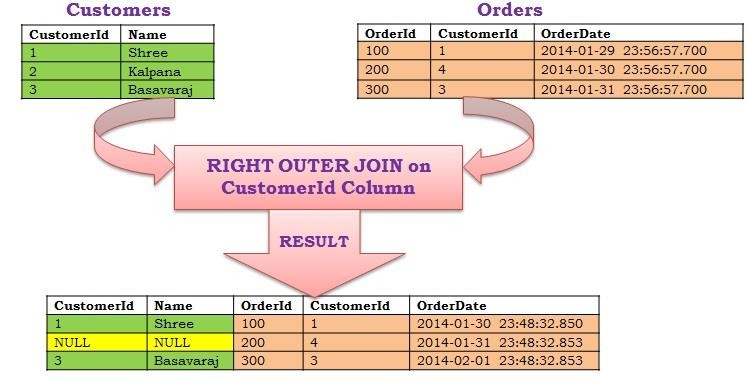 Customers
Orders
CustomerId Name
1 Shree
2 Kalpana
3 Basavaraj
OrderId CustomerId OrderDate
100 1 2014-01-29 23:56:57.700
200 4 2014-01-30 23:56:57.700
300 3 2014-01-31 23:56:57.700
RIGHT OUTER JOIN on
CustomerId Column
RESULT
CustomerId Name OrderId CustomerId OrderDate
1 Shree 100 1 2014-01-30 23:48:32.850
NULL NULL 200 4 2014-01-31 23:48:32.853
3 Basavaraj 300 3 2014-02-01 23:48:32.853